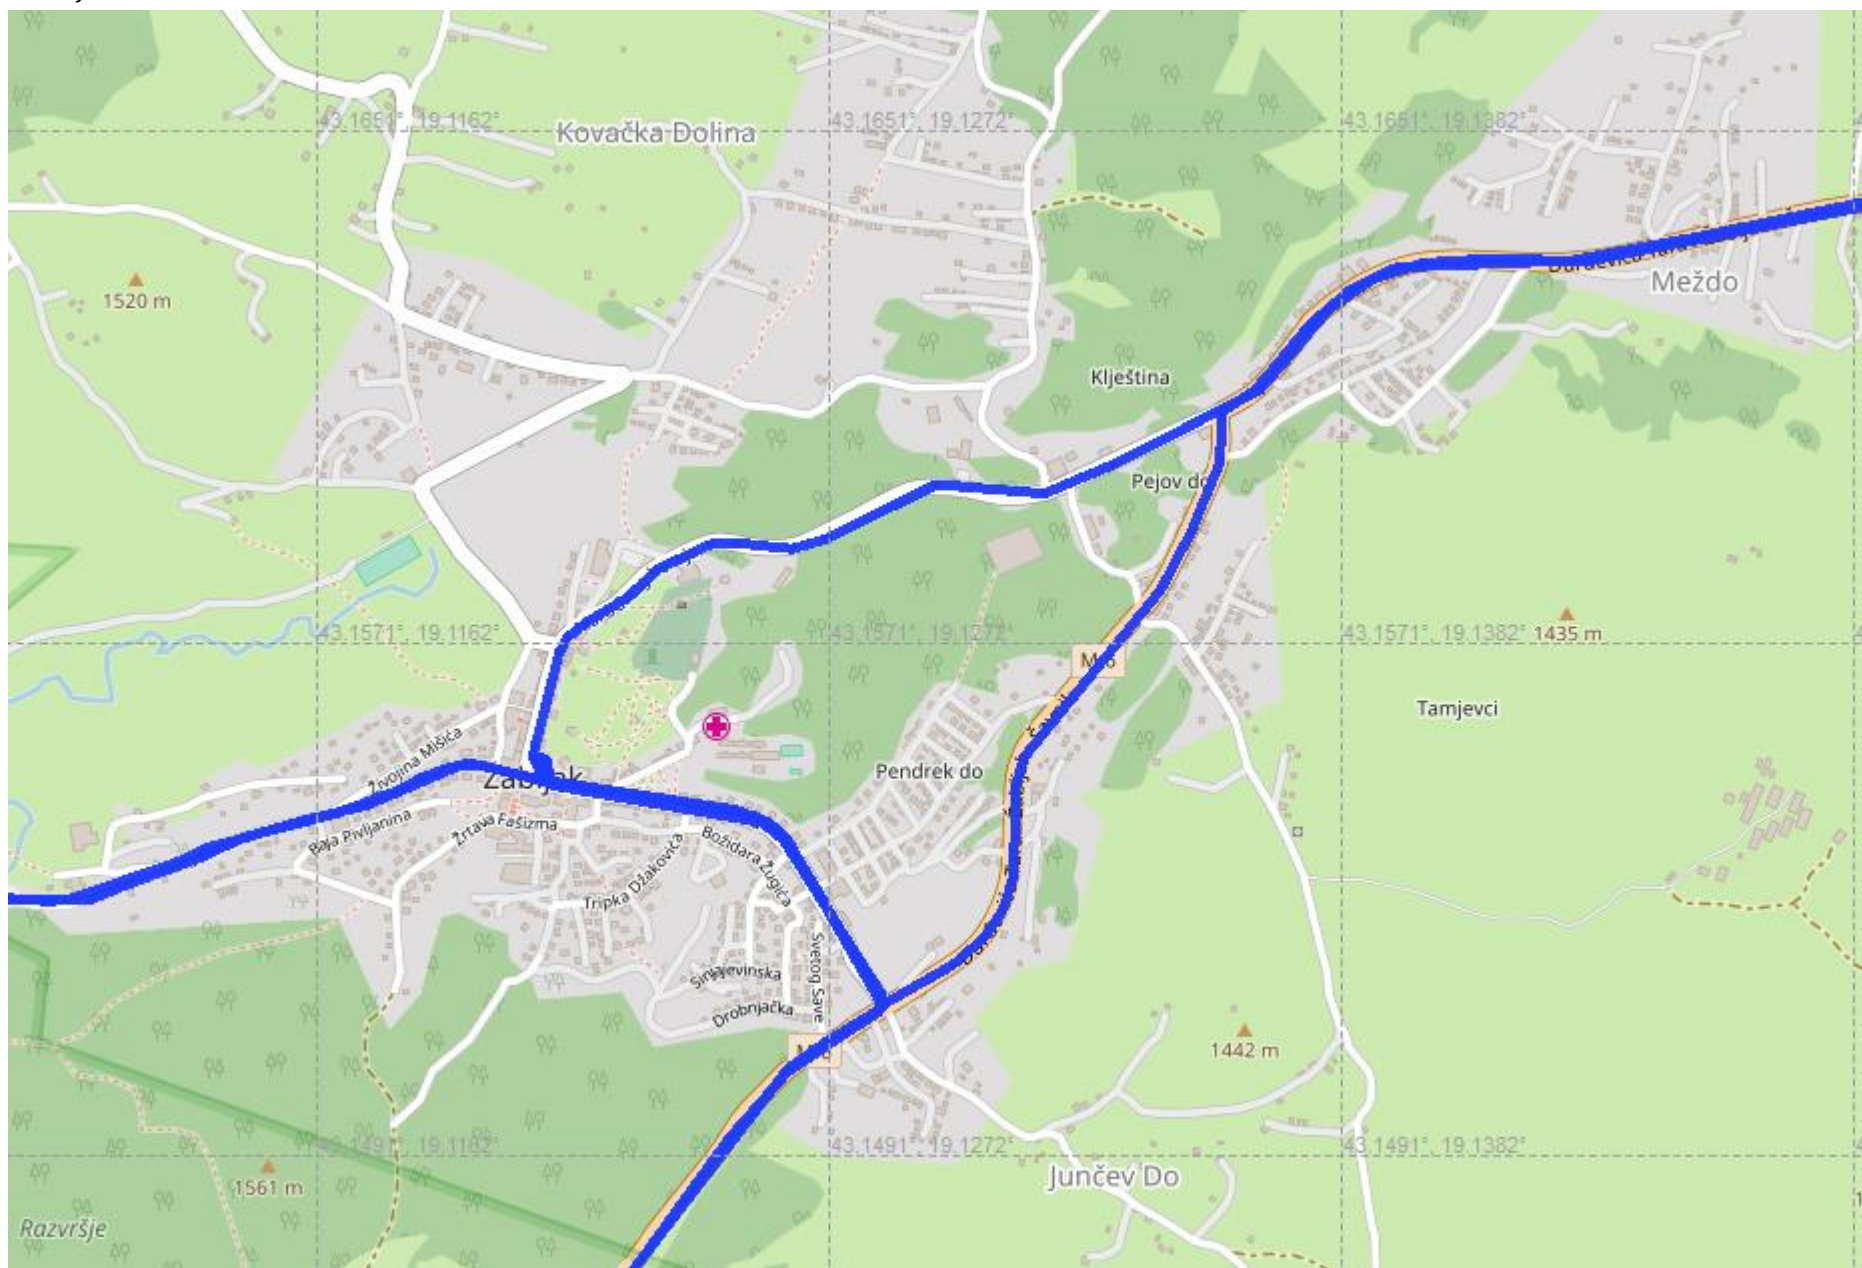 43.1651°, 19.1162°
43.1651°, 19.1272°
43.1651°, 19.1382°
Kovačka Dolina
1520 m
Meždo
Klještina
Pejov do
43.1571°, 19.1162°
43.1571°, 19.1272°
43.1571°, 19.1382°
1435 m
Tamjevci
Živojina Mišića
Žabljak
Pendrek do
Baja Pivljanina
Žrtava Fašizma
Božidara Žugića
Tripka Džakovića
Svetog Save
Sinjajevinska
Drobnjačka
1442 m
43.1491°, 19.1162°
43.1491°, 19.1272°
43.1491°, 19.1382°
1561 m
Junčev Do
Razvršje